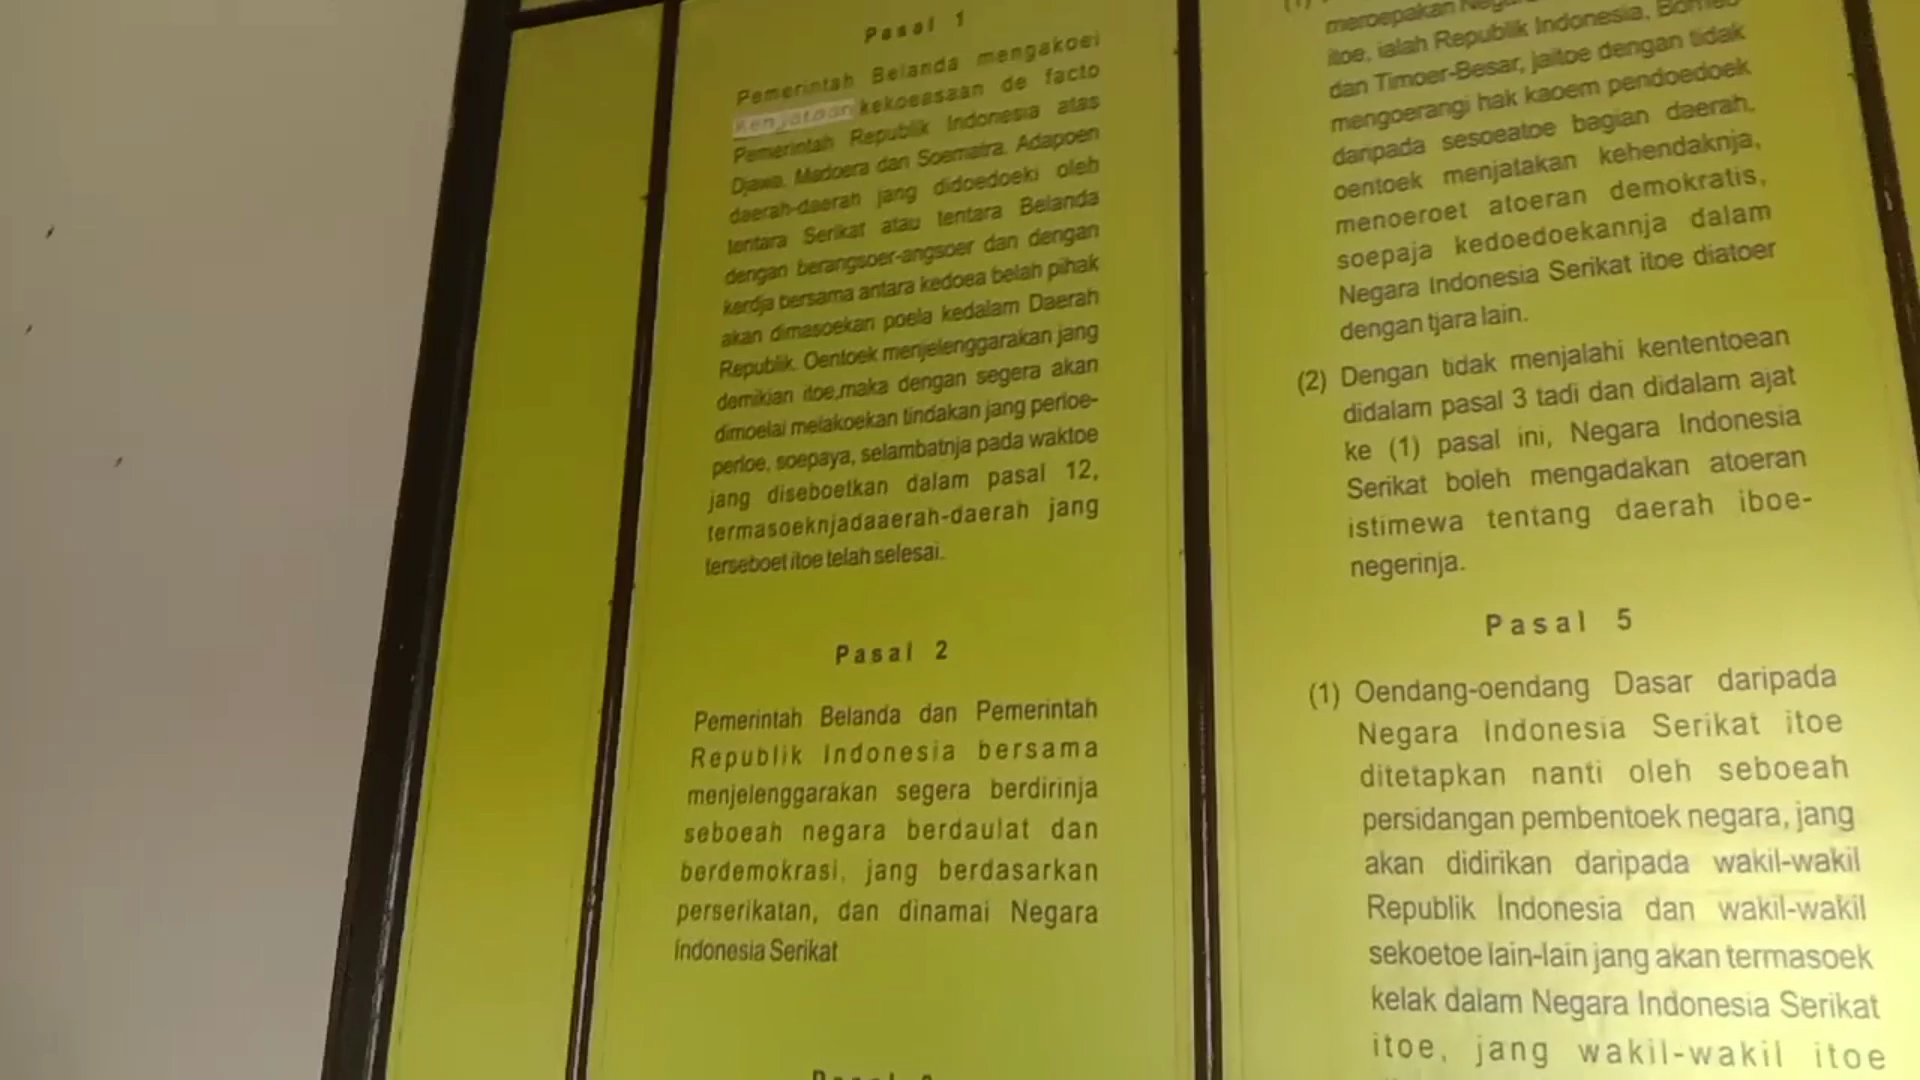 Pasal 1
Pemerintah Belanda mengakoei
Kenjataan kekoeasaan de facto
Pemerintah Republik Indonesia atas
Djawa, Madoera dan Soematra. Adapoen
daerah-daerah jang didoedoeki oleh
tentara Serikat atau tentara Belanda
dengan berangsoer-angsoer dan dengan
kerdja bersama antara kedoea belah pihak
akan dimasoekan poela kedalam Daerah
Republik. Oentoek menjelenggarakan jang
demikian itoe,maka dengan segera akan
dimoelai melakoekan tindakan jang perloe-
perloe, soepaya, selambatnja pada waktoe
jang diseboetkan dalam pasal 12,
termasoeknjadaaerah-daerah jang
terseboet itoe telah selesai.
Pasal 2
Pemerintah Belanda dan Pemerintah
Republik Indonesia bersama
menjelenggarakan segera berdirinja
seboeah negara berdaulat dan
berdemokrasi, jang berdasarkan
perserikatan, dan dinamai Negara
Indonesia Serikat
meroepakan
itoe, ialah Republik Indonesia, Borneo
dan Timoer-Besar, jaitoe dengan tidak
mengoerangi hak kaoem pendoedoek
daripada sesoeatoe bagian daerah,
oentoek menjatakan kehendaknja,
menoeroet atoeran demokratis,
soepaja kedoedoekannja dalam
Negara Indonesia Serikat itoe diatoer
dengan tjara lain.
(2) Dengan tidak menjalahi kententoean
didalam pasal 3 tadi dan didalam ajat
ke (1) pasal ini, Negara Indonesia
Serikat boleh mengadakan atoeran
istimewa tentang daerah iboe-
negerinja.
Pasal 5
(1) Oendang-oendang Dasar daripada
Negara Indonesia Serikat itoe
ditetapkan nanti oleh seboeah
persidangan pembentoek negara, jang
akan didirikan daripada wakil-wakil
Republik Indonesia dan wakil-wakil
sekoetoe lain-lain jang akan termasoek
kelak dalam Negara Indonesia Serikat
itoe, jang wakil-wakil itoe